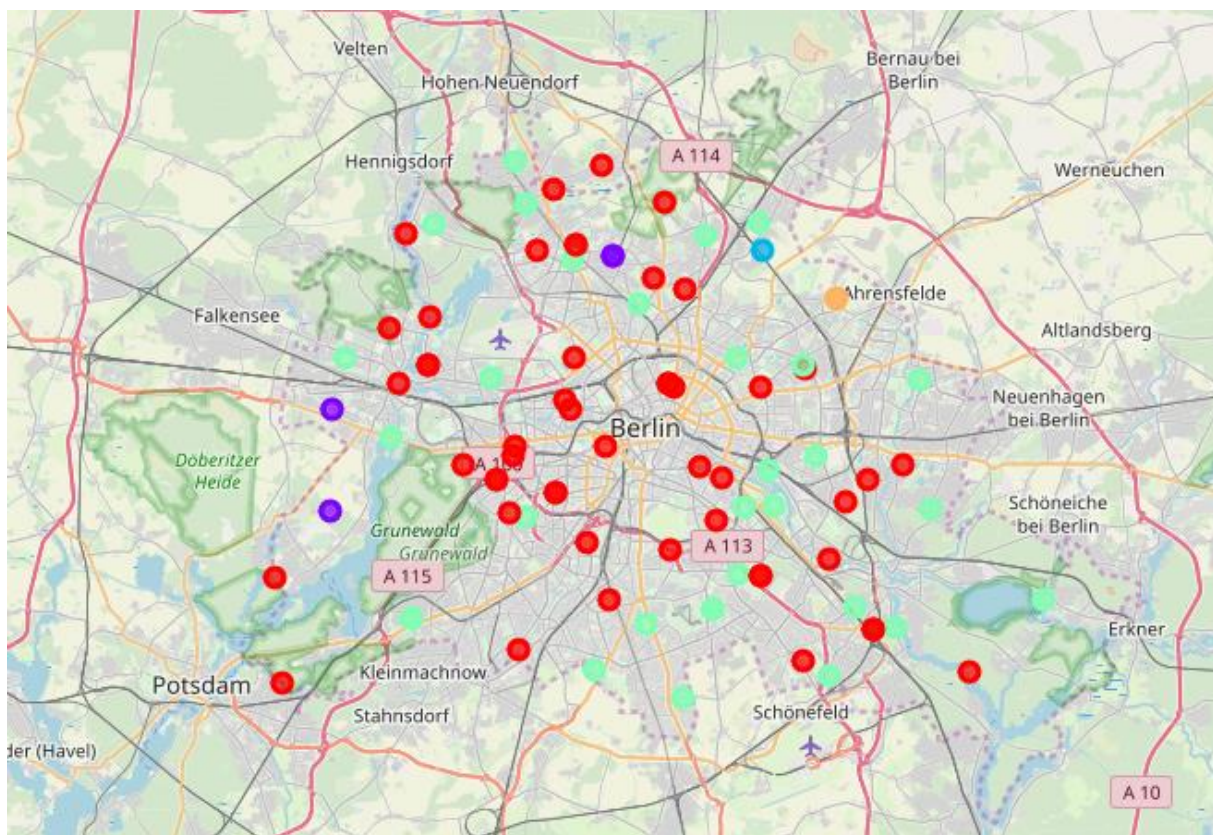 Velten
Bernau bei
Berlin
Hohen Neuendorf
A 114
Hennigsdorf
Werneuchen
Ahrensfelde
Falkensee
Altlandsberg
Neuenhagen
bei Berlin
Berlin
Döberitzer
Heide
Schöneiche
bei Berlin
Grunewald
Grunewald
A 113
A 115
Erkner
Kleinmachnow
Potsdam
Stahnsdorf
Schönefeld
der (Havel)
A 10